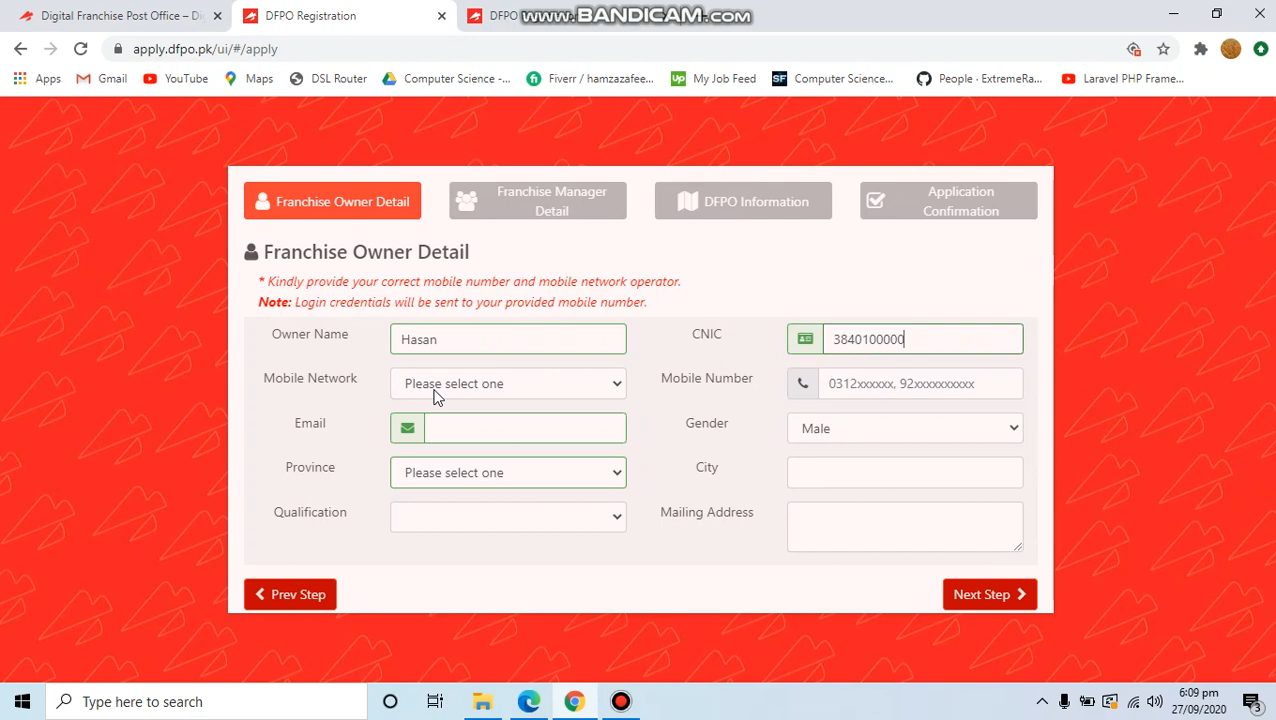 Digital Franchise Post Office – Di
DFPO Registration
DFPO
www.BANDICAM.com
apply.dfpo.pk/ui/#/apply
Apps
Gmail
YouTube
Maps
DSL Router
Computer Science -...
Fiverr / hamzazafee...
My Job Feed
Computer Science...
People · ExtremeRa...
Laravel PHP Frame...
Franchise Owner Detail
Franchise Manager
Detail
DFPO Information
Application
Confirmation
Franchise Owner Detail
* Kindly provide your correct mobile number and mobile network operator.
Note: Login credentials will be sent to your provided mobile number.
Owner Name
Hasan
CNIC
3840100000
Mobile Network
Please select one
Mobile Number
0312xxxxxx, 92xxxxxxxxxx
Email
Gender
Male
Province
Please select one
City
Qualification
Mailing Address
Prev Step
Next Step
Type here to search
6:09 pm
27/09/2020
3